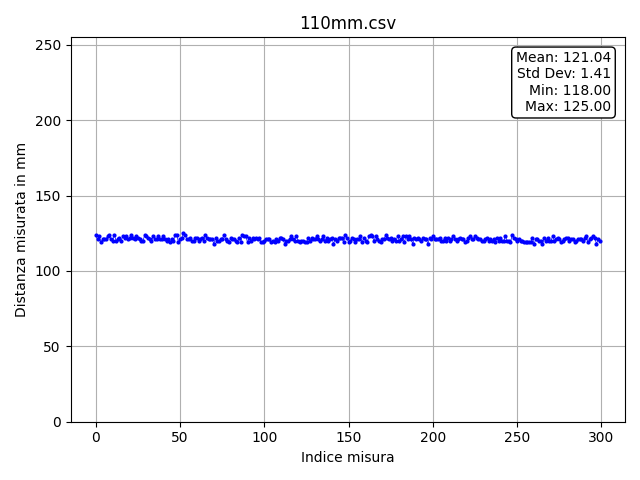 110mm.csv
Mean: 121.04
Std Dev: 1.41
Min: 118.00
Max: 125.00
Distanza misurata in mm
250
200
150
100
50
0
0 50 100 150 200 250 300
Indice misura